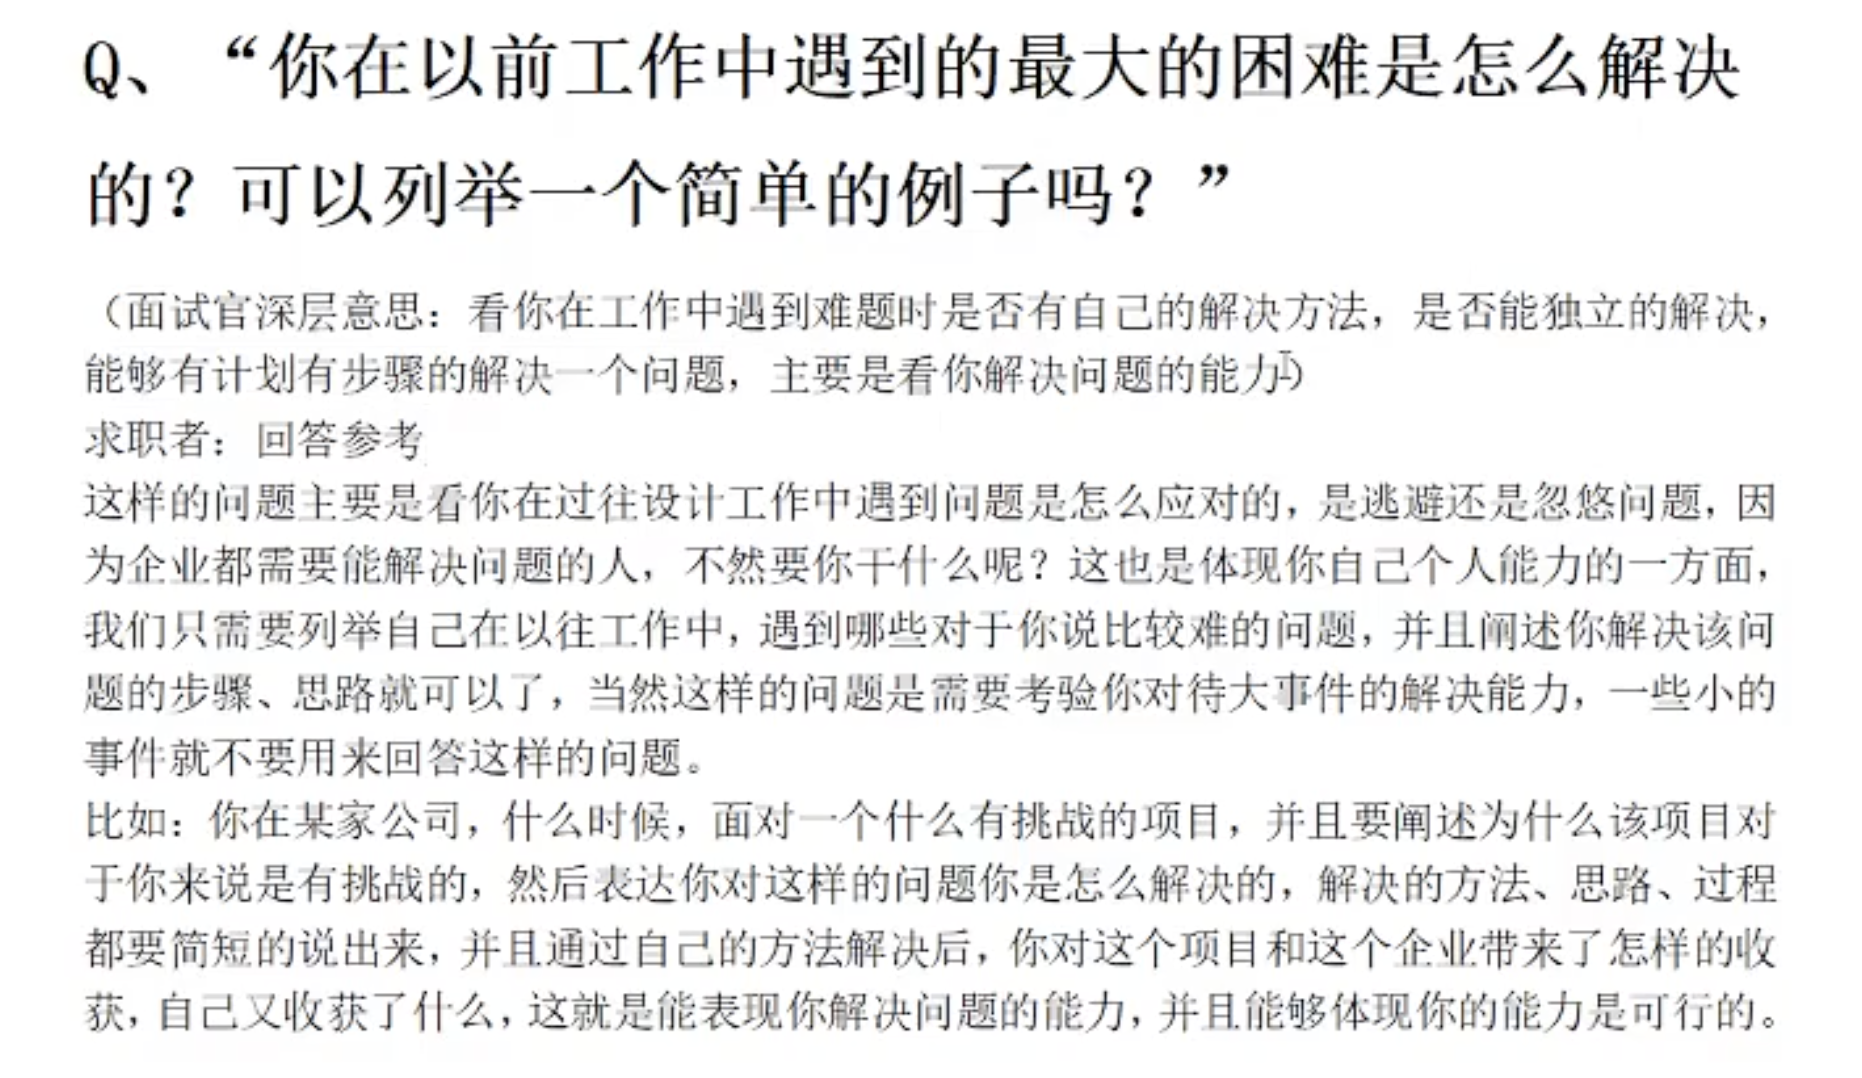 Q、“你在以前工作中遇到的最大的困难是怎么解决
的？可以列举一个简单的例子吗？”
（面试官深层意思：看你在工作中遇到难题时是否有自己的解决方法，是否能独立的解决，
能够有计划有步骤的解决一个问题，主要是看你解决问题的能力）
求职者：回答参考
这样的问题主要是看你在过往设计工作中遇到问题是怎么应对的，是逃避还是忽悠问题，因
为企业都需要能解决问题的人，不然要你干什么呢？这也是体现你自己个人能力的一方面，
我们只需要列举自己在以往工作中，遇到哪些对于你说比较难的问题，并且阐述你解决该问
题的步骤、思路就可以了，当然这样的问题是需要考验你对待大事件的解决能力，一些小的
事件就不要用来回答这样的问题。
比如：你在某家公司，什么时候，面对一个什么有挑战的项目，并且要阐述为什么该项目对
于你来说是有挑战的，然后表达你对这样的问题你是怎么解决的，解决的方法、思路、过程
都要简短的说出来，并且通过自己的方法解决后，你对这个项目和这个企业带来了怎样的收
获，自己又收获了什么，这就是能表现你解决问题的能力，并且能够体现你的能力是可行的。